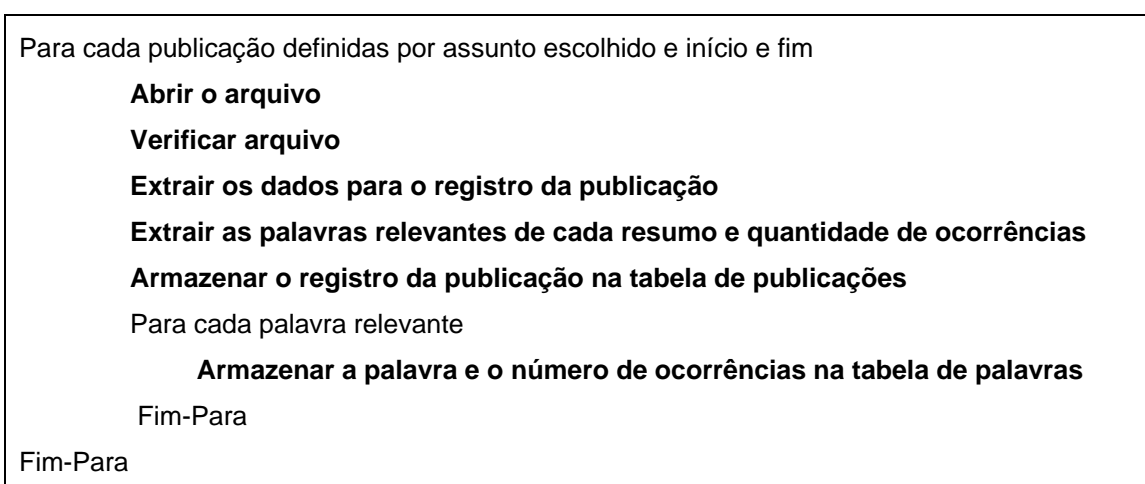 Para cada publicação definidas por assunto escolhido e início e fim
Abrir o arquivo
Verificar arquivo
Extrair os dados para o registro da publicação
Extrair as palavras relevantes de cada resumo e quantidade de ocorrências
Armazenar o registro da publicação na tabela de publicações
Para cada palavra relevante
Armazenar a palavra e o número de ocorrências na tabela de palavras
Fim-Para
Fim-Para